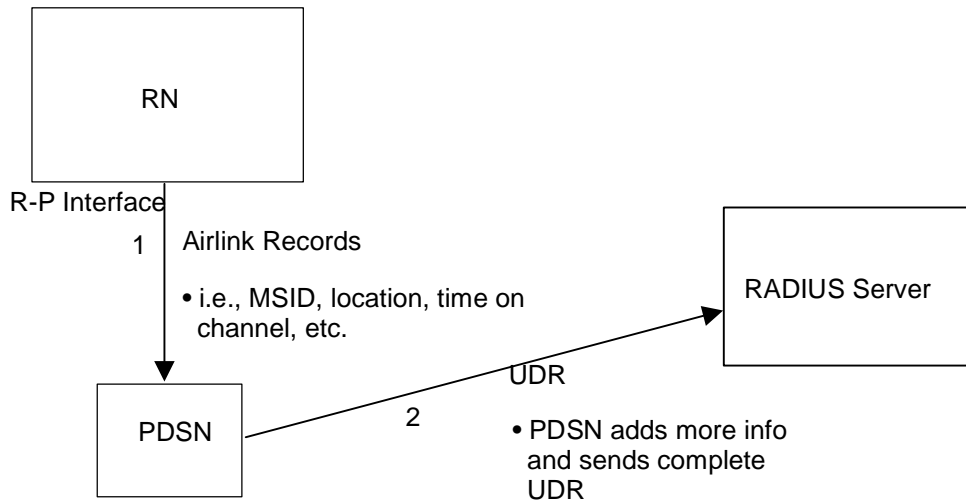 RN
R-P Interface
1
Airlink Records
• i.e., MSID, location, time on
channel, etc.
RADIUS Server
PDSN
2
UDR
• PDSN adds more info
and sends complete
UDR